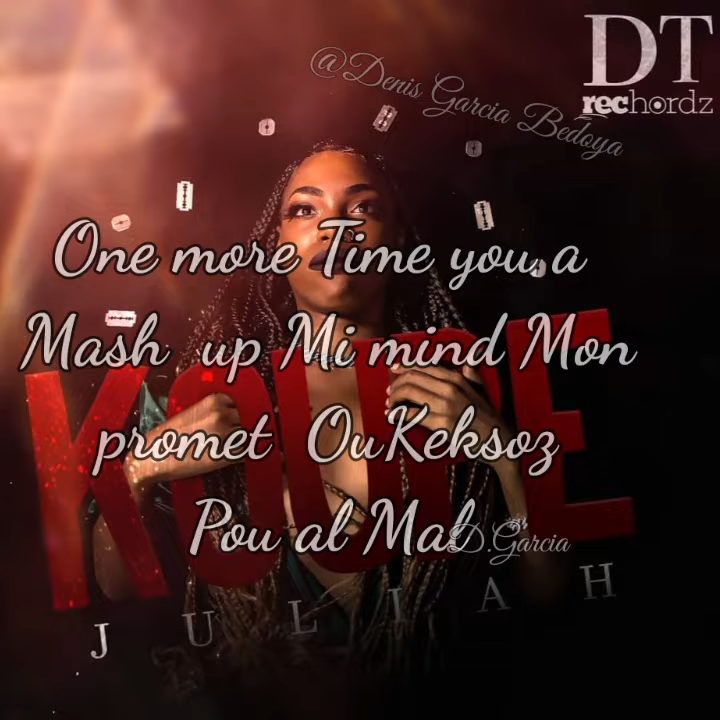 DT
rechordz
@Denis Garcia Bedoya
One more Time you a
Mash up Mi mind Mon
promet OuKeksoz
Pou al Mal
D.Garcia
KOUPE
JULIAH